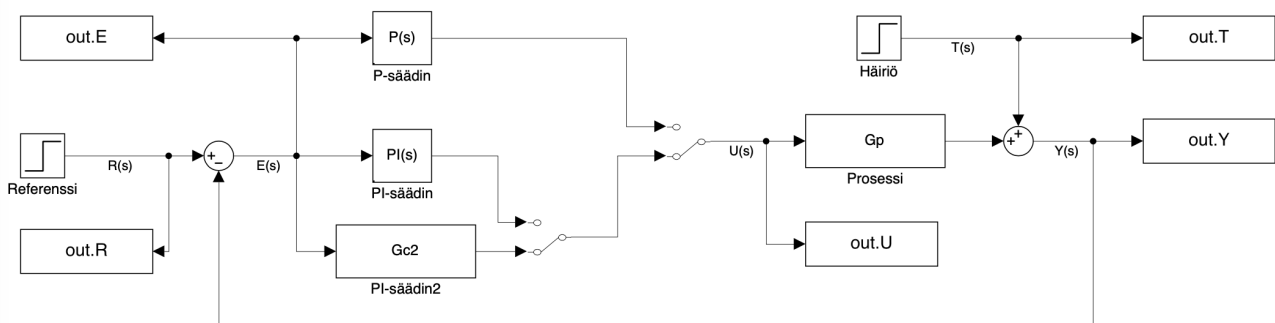 out.E
P(s)
P-säädin
T(s)
Häiriö
out.T
R(s)
Referenssi
+
−
E(s)
PI(s)
PI-säädin
U(s)
Gp
Prosessi
+
+
Y(s)
out.Y
out.R
Gc2
PI-säädin2
out.U